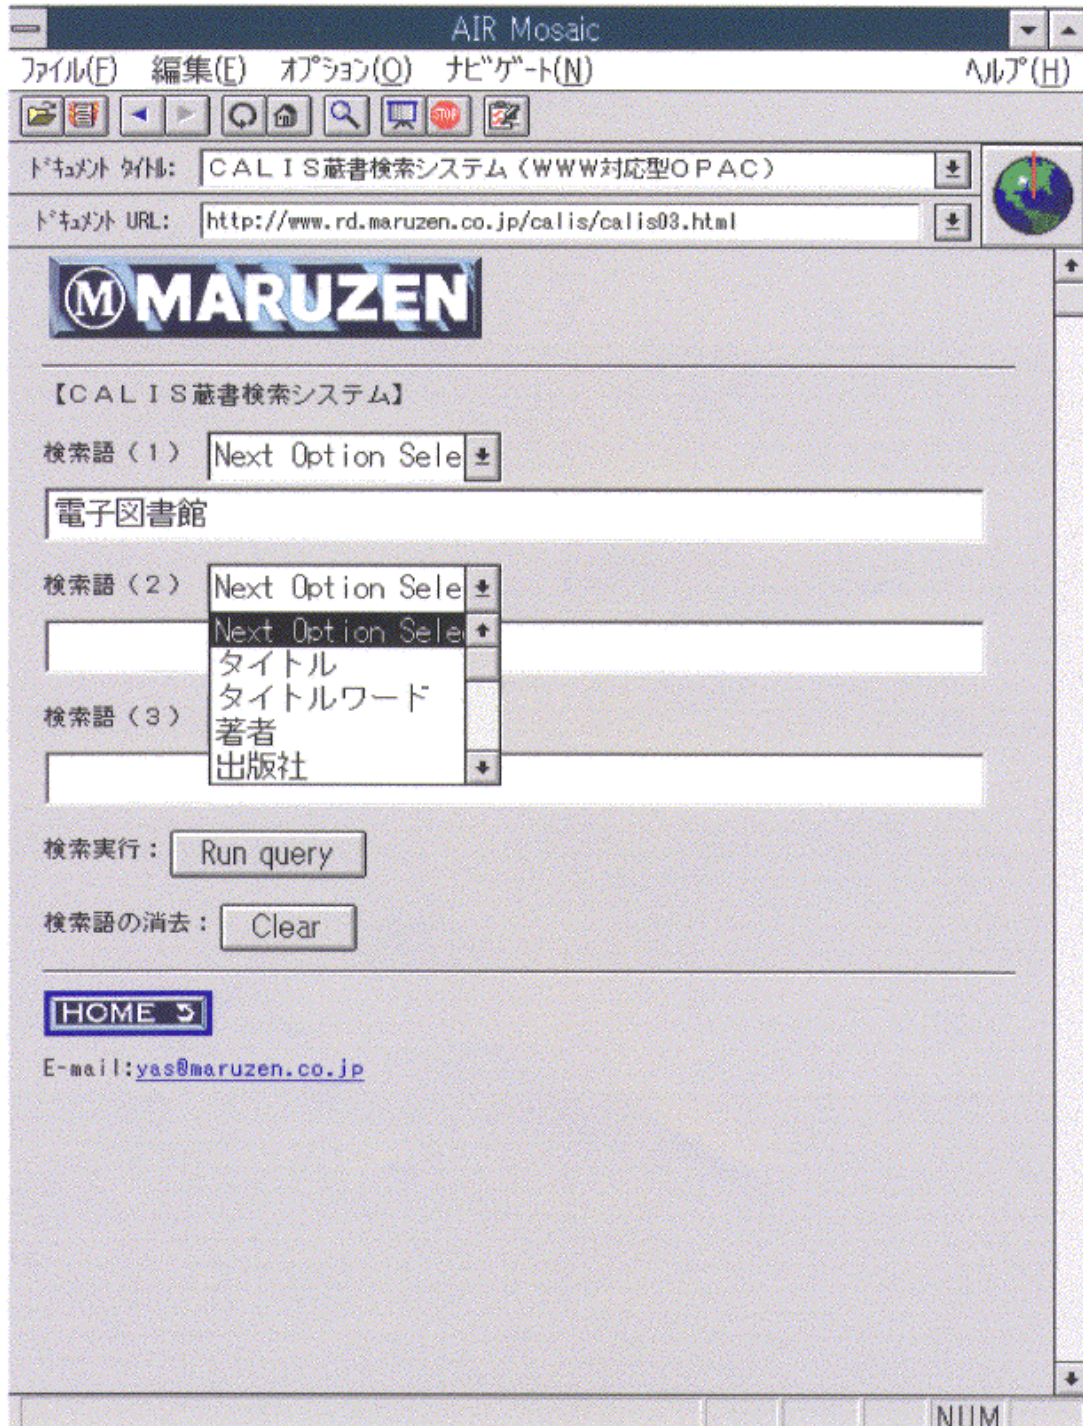 AIR Mosaic
ファイル(F) 編集(E) オプション(O) ナビゲート(N) ヘルプ(H)
STOP
ドキュメント タイトル: CALIS蔵書検索システム(WWW対応型OPAC)
ドキュメント URL: http://www.rd.maruzen.co.jp/calis/calis03.html
M MARUZEN
【CALIS蔵書検索システム】
検索語(1) Next Option Sele
電子図書館
検索語(2) Next Option Sele
Next Option Sele
タイトル
タイトルワード
検索語(3)
著者
出版社
検索実行: Run query
検索語の消去: Clear
HOME
E-mail:yas@maruzen.co.jp
NUM